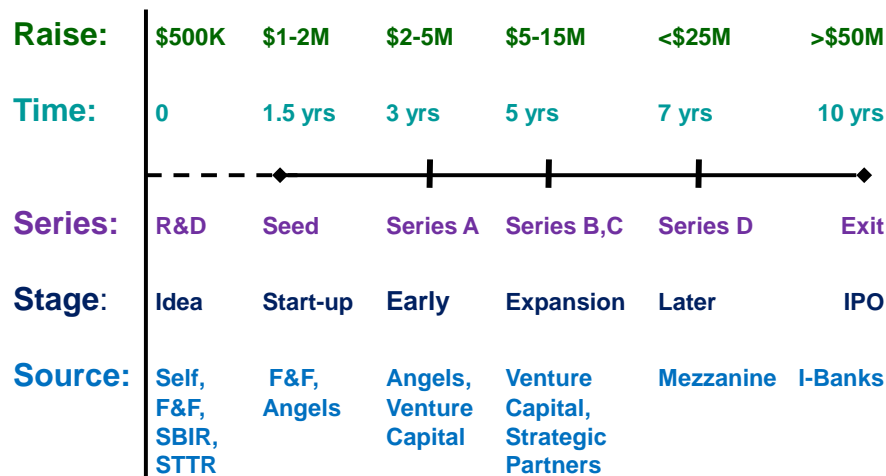 Raise: $500K $1-2M $2-5M $5-15M <$25M >$50M
Time: 0 1.5 yrs 3 yrs 5 yrs 7 yrs 10 yrs
Series: R&D Seed Series A Series B,C Series D Exit
Stage: Idea Start-up Early Expansion Later IPO
Source: Self, F&F, Angels, Venture Mezzanine I-Banks
F&F, Angels Venture Capital,
SBIR, Capital Strategic
STTR Partners